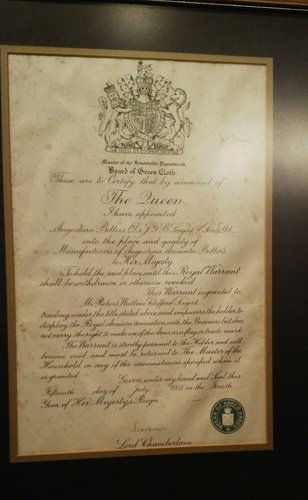 Master of the Household's Department.
Board of Green Cloth.
These are to Certify that by command of
The Queen
I have appointed
Angostura Bitters (Dr. J.G.B. Siegert & Sons) Ltd.
into the place and quality of
Manufacturers of Angostura Aromatic Bitters
to Her Majesty
To hold the said place until this Royal Warrant
shall be withdrawn or otherwise revoked
This Warrant is granted to
Mr. Robert William Gifford Siegert
trading under the title stated above and empowers the holder to
display the Royal Arms in connection with the Business but does
not carry the right to make use of the Arms as a flag or trade mark.
The Warrant is strictly personal to the Holder and will
become void and must be returned to The Master of the
Household in any of the circumstances specified when it
is granted
Given under my hand and Seal this
Fifteenth day of July 1955 in the Fourth
Year of Her Majesty's Reign.
Scarbrough
Lord Chamberlain